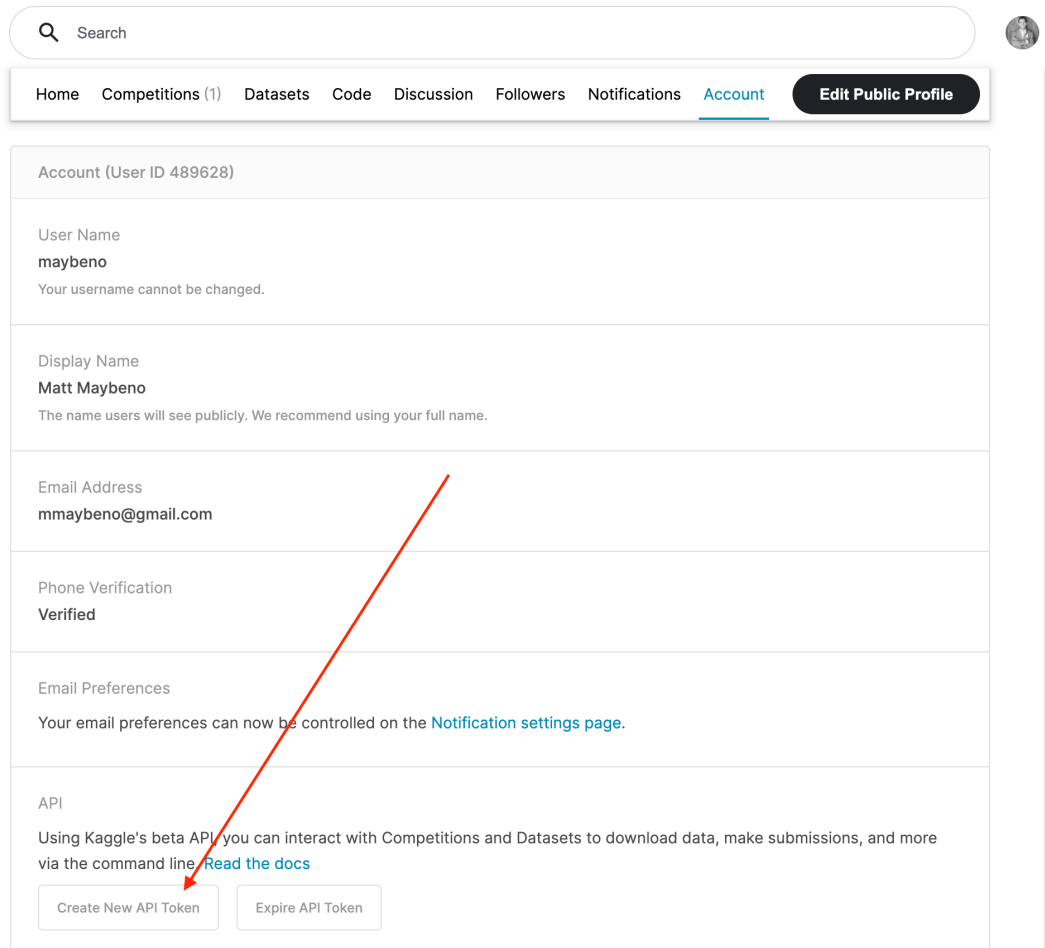 Search
Home Competitions (1) Datasets Code Discussion Followers Notifications Account Edit Public Profile
Account (User ID 489628)
User Name
maybeno
Your username cannot be changed.
Display Name
Matt Maybeno
The name users will see publicly. We recommend using your full name.
Email Address
mmaybeno@gmail.com
Phone Verification
Verified
Email Preferences
Your email preferences can now be controlled on the Notification settings page.
API
Using Kaggle's beta API, you can interact with Competitions and Datasets to download data, make submissions, and more
via the command line. Read the docs
Create New API Token Expire API Token